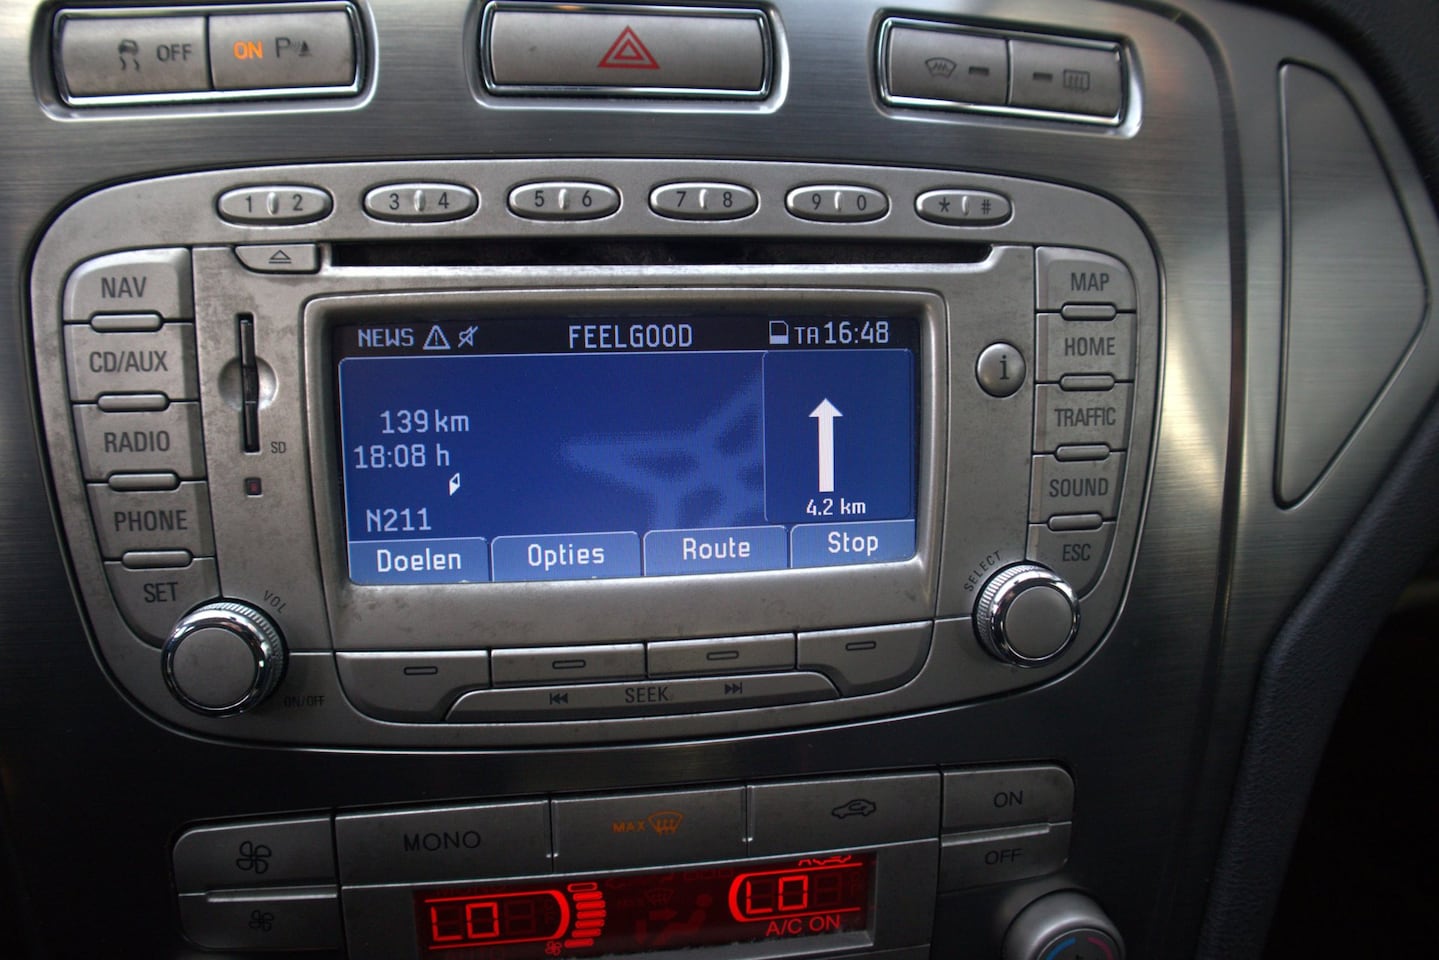 OFF ON P
1 2 3 4 5 6 7 8 9 0 * #
NAV
CD/AUX
RADIO
PHONE
SET
SD
VOL
ON/OFF
NEWS FEELGOOD TA 16:48
139 km
18:08 h
N211
4.2 km
Doelen Opties Route Stop
SEEK
i
MAP
HOME
TRAFFIC
SOUND
ESC
SELECT
MONO MAX ON
OFF
LO LO
A/C ON